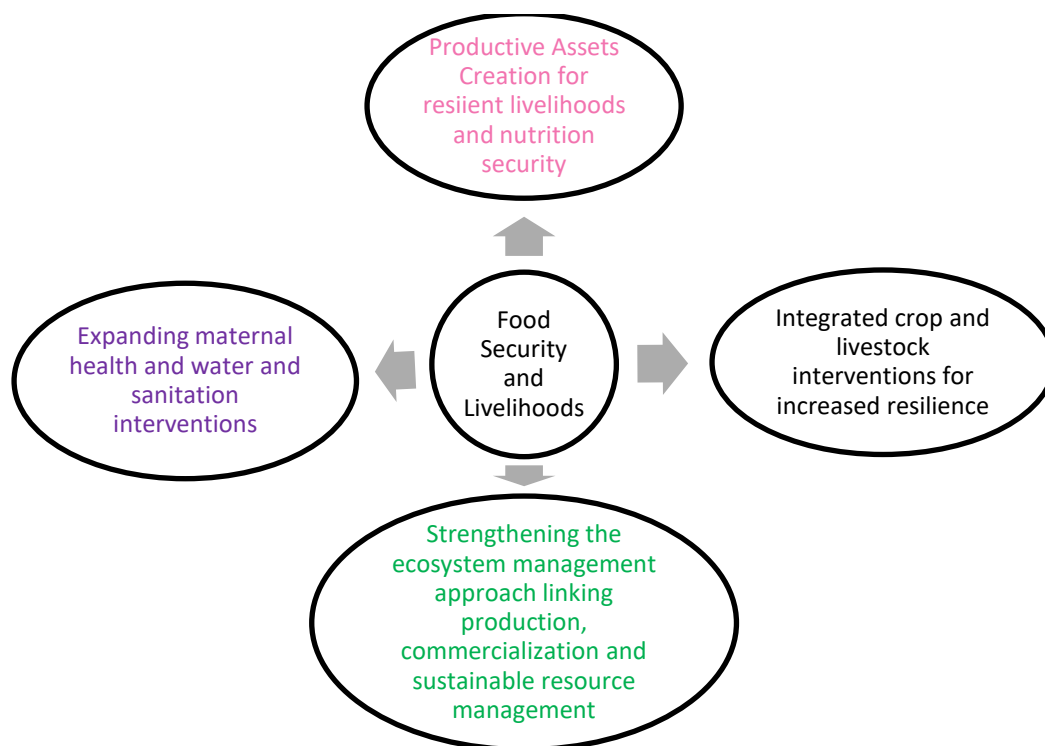 Productive Assets
Creation for
resiient livelihoods
and nutrition
security
Expanding maternal
health and water and
sanitation
interventions
Food
Security
and
Livelihoods
Integrated crop and
livestock
interventions for
increased resilience
Strengthening the
ecosystem management
approach linking
production,
commercialization and
sustainable resource
management